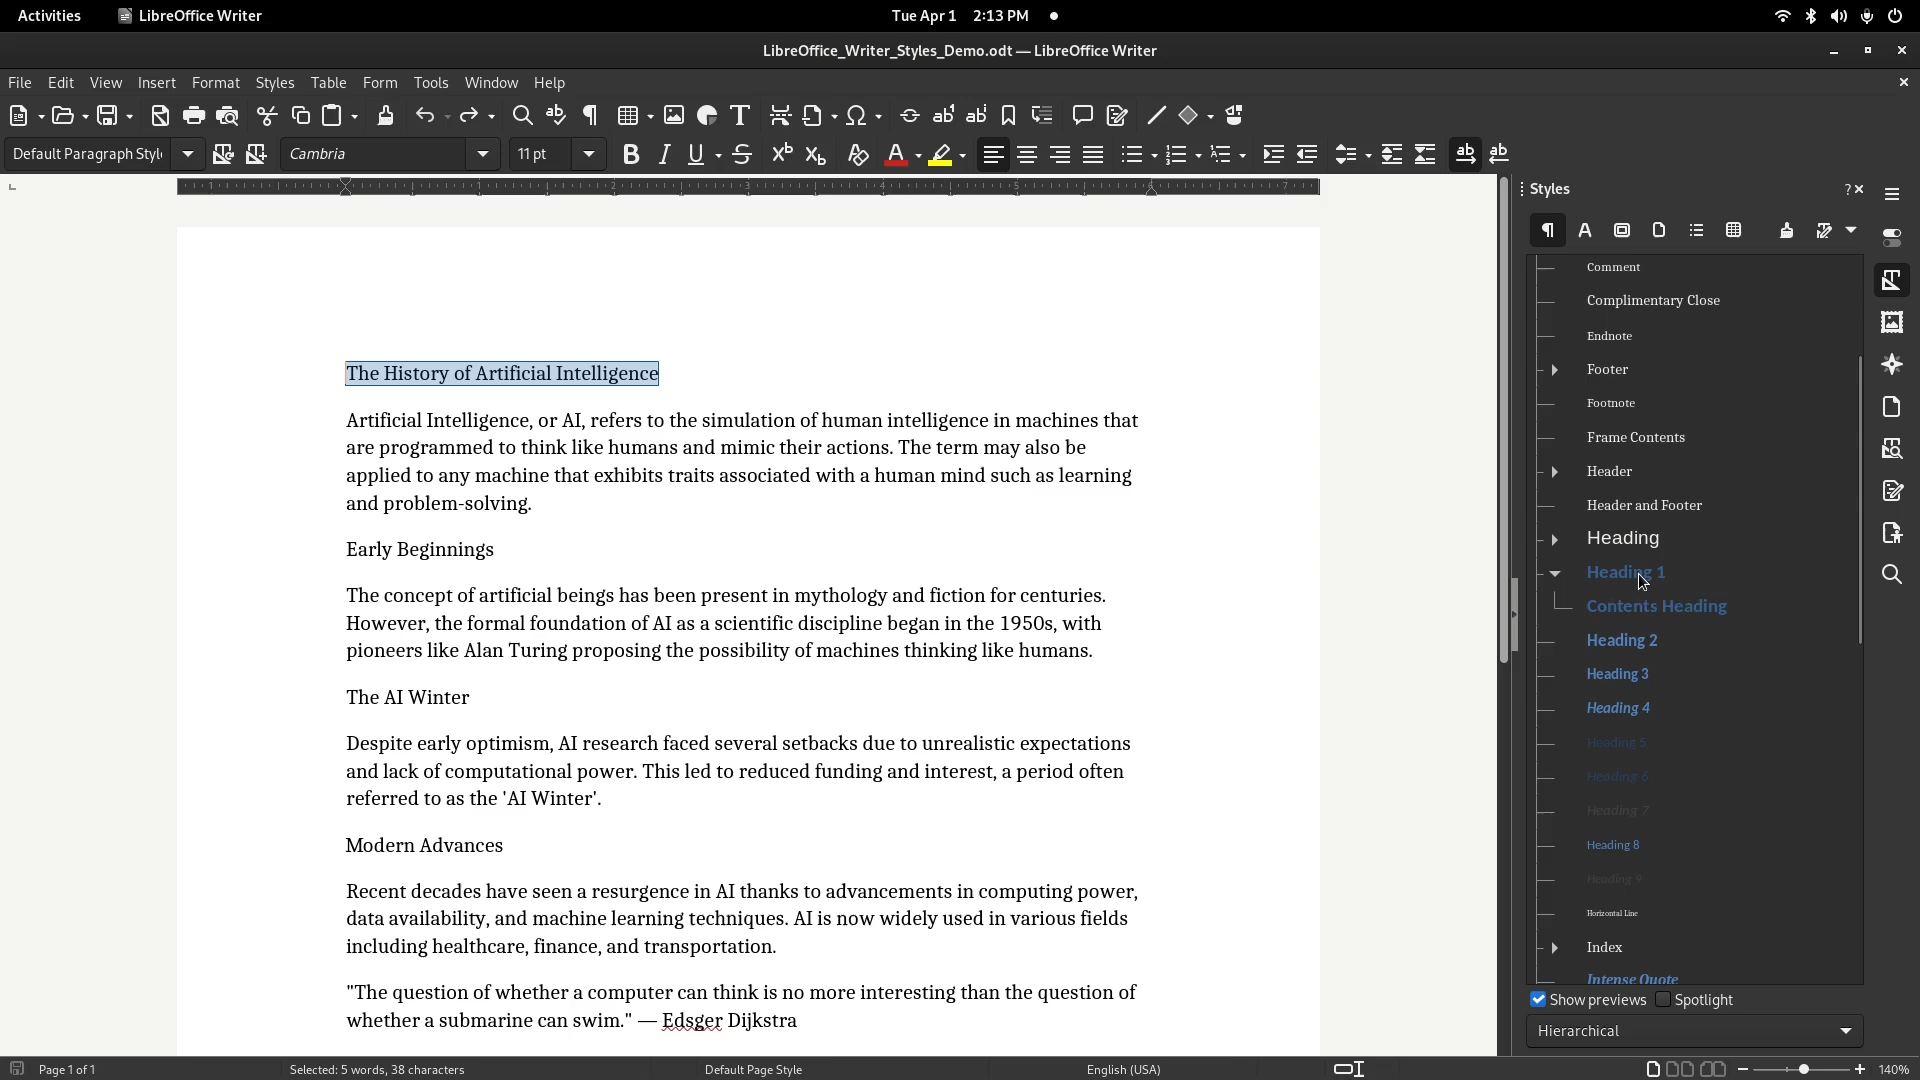 Activities LibreOffice Writer Tue Apr 1 2:13 PM
LibreOffice_Writer_Styles_Demo.odt — LibreOffice Writer
File Edit View Insert Format Styles Table Form Tools Window Help
Default Paragraph Styl Cambria 11 pt
Styles
The History of Artificial Intelligence
Artificial Intelligence, or AI, refers to the simulation of human intelligence in machines that
are programmed to think like humans and mimic their actions. The term may also be
applied to any machine that exhibits traits associated with a human mind such as learning
and problem-solving.
Early Beginnings
The concept of artificial beings has been present in mythology and fiction for centuries.
However, the formal foundation of AI as a scientific discipline began in the 1950s, with
pioneers like Alan Turing proposing the possibility of machines thinking like humans.
The AI Winter
Despite early optimism, AI research faced several setbacks due to unrealistic expectations
and lack of computational power. This led to reduced funding and interest, a period often
referred to as the 'AI Winter'.
Modern Advances
Recent decades have seen a resurgence in AI thanks to advancements in computing power,
data availability, and machine learning techniques. AI is now widely used in various fields
including healthcare, finance, and transportation.
"The question of whether a computer can think is no more interesting than the question of
whether a submarine can swim." — Edsger Dijkstra
Comment
Complimentary Close
Endnote
Footer
Footnote
Frame Contents
Header
Header and Footer
Heading
Heading 1
Contents Heading
Heading 2
Heading 3
Heading 4
Heading 5
Heading 6
Heading 7
Heading 8
Heading 9
Horizontal Line
Index
Intense Quote
Show previews Spotlight
Hierarchical
Page 1 of 1 Selected: 5 words, 38 characters Default Page Style English (USA) 140%